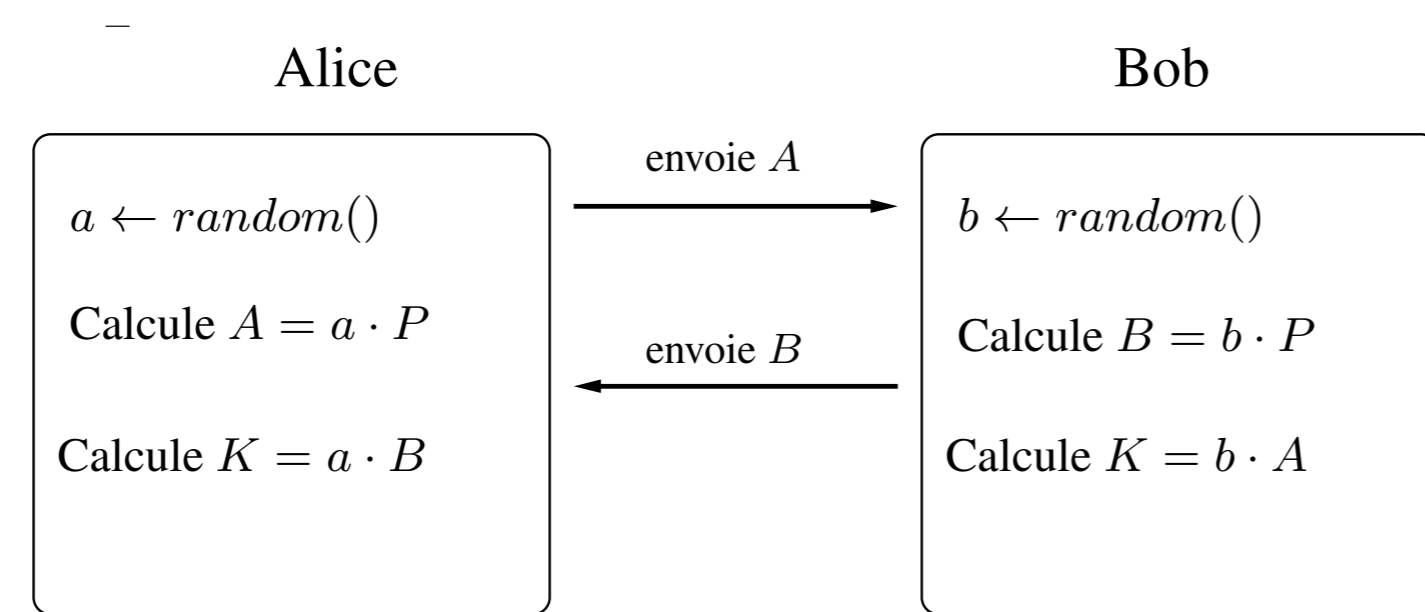 Alice
a ← random()
Calcule A = a · P
Calcule K = a · B
envoie A
envoie B
Bob
b ← random()
Calcule B = b · P
Calcule K = b · A